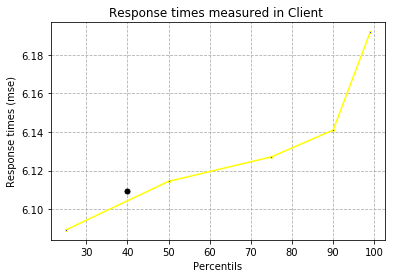 Response times measured in Client
Response times (mse)
6.18
6.16
6.14
6.12
6.10
30 40 50 60 70 80 90 100
Percentils